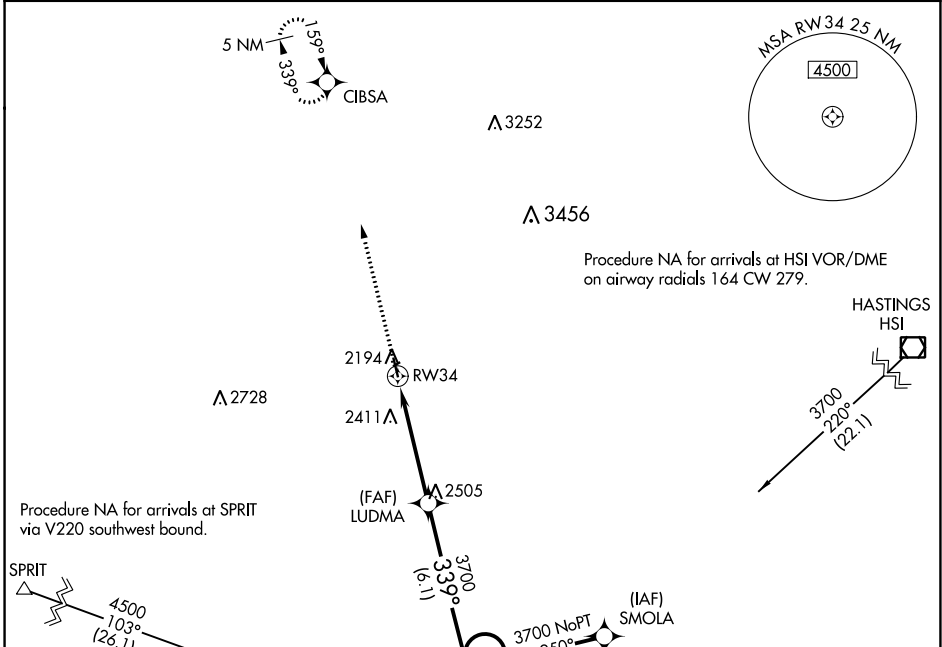 MSA RW34 25 NM
4500
5 NM
159°
339°
CIBSA
3252
3456
Procedure NA for arrivals at HSI VOR/DME
on airway radials 164 CW 279.
HASTINGS
HSI
3700
220°
(22.1)
2194
RW34
2728
2411
2505
(FAF)
LUDMA
Procedure NA for arrivals at SPRIT
via V220 southwest bound.
SPRIT
4500
103°
(26.1)
3700
339°
(6.1)
(IAF)
SMOLA
3700 NoPT